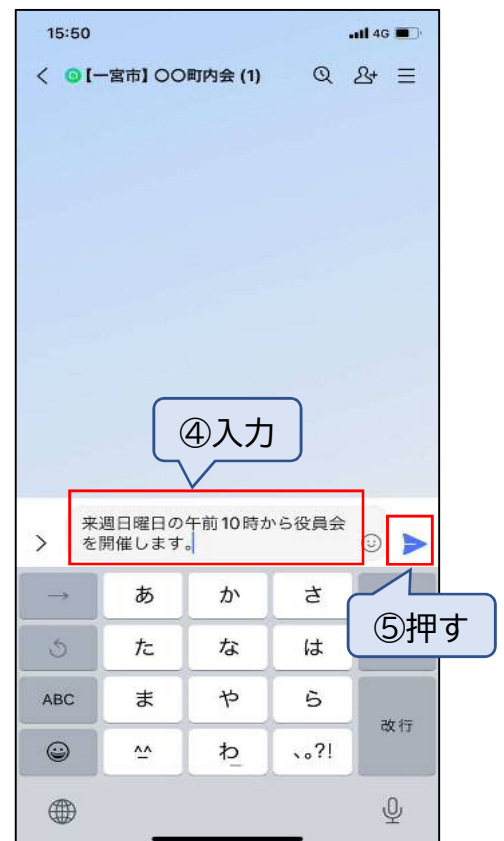 15:50 4G
【一宮市】〇〇町内会 (1)
④入力
来週日曜日の午前10時から役員会
を開催します。
→ あ か さ
⑤押す
た な は
ABC ま や ら
改行
^^ わ 、。?!